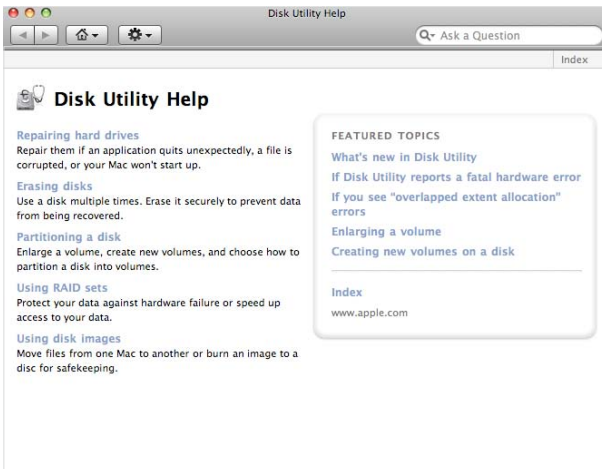 Disk Utility Help
Ask a Question
Index
Disk Utility Help
Repairing hard drives
Repair them if an application quits unexpectedly, a file is
corrupted, or your Mac won't start up.
Erasing disks
Use a disk multiple times. Erase it securely to prevent data
from being recovered.
Partitioning a disk
Enlarge a volume, create new volumes, and choose how to
partition a disk into volumes.
Using RAID sets
Protect your data against hardware failure or speed up
access to your data.
Using disk images
Move files from one Mac to another or burn an image to a
disc for safekeeping.
FEATURED TOPICS
What's new in Disk Utility
If Disk Utility reports a fatal hardware error
If you see "overlapped extent allocation"
errors
Enlarging a volume
Creating new volumes on a disk
Index
www.apple.com